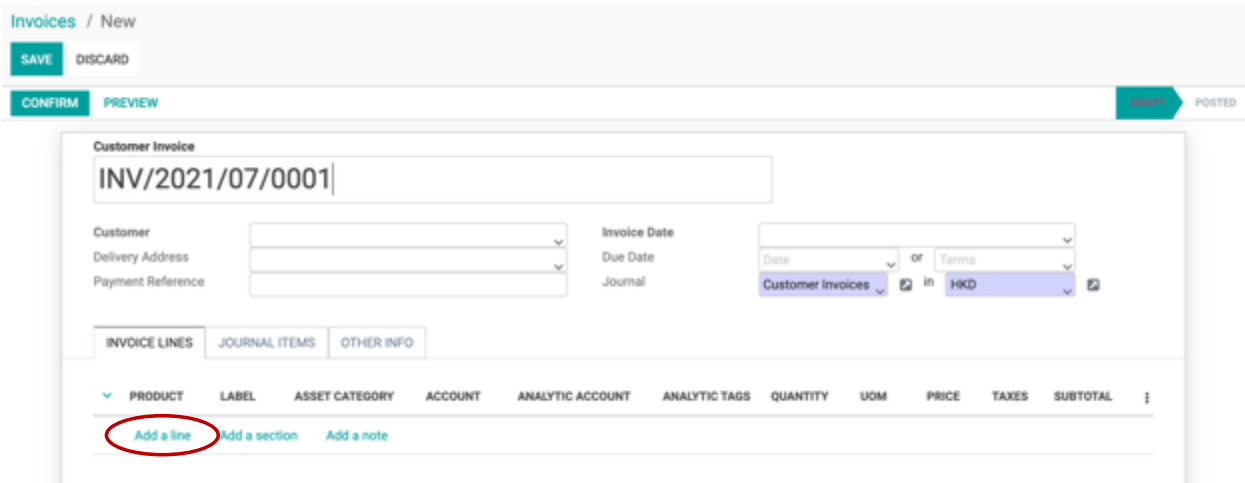 Invoices / New
SAVE DISCARD
CONFIRM PREVIEW DRAFT POSTED
Customer Invoice
INV/2021/07/0001
Customer Invoice Date
Delivery Address Due Date Date or Terms
Payment Reference Journal Customer Invoices in HKD
INVOICE LINES JOURNAL ITEMS OTHER INFO
PRODUCT LABEL ASSET CATEGORY ACCOUNT ANALYTIC ACCOUNT ANALYTIC TAGS QUANTITY UOM PRICE TAXES SUBTOTAL
Add a line Add a section Add a note